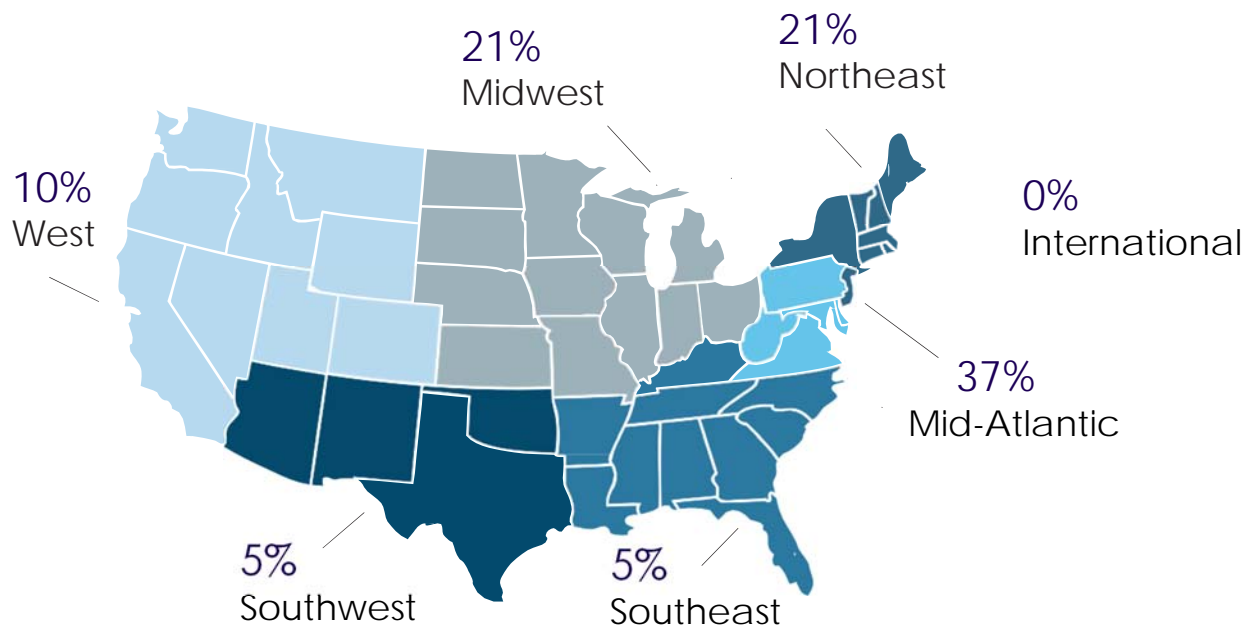 21%
Midwest
21%
Northeast
10%
West
0%
International
37%
Mid-Atlantic
5%
Southwest
5%
Southeast